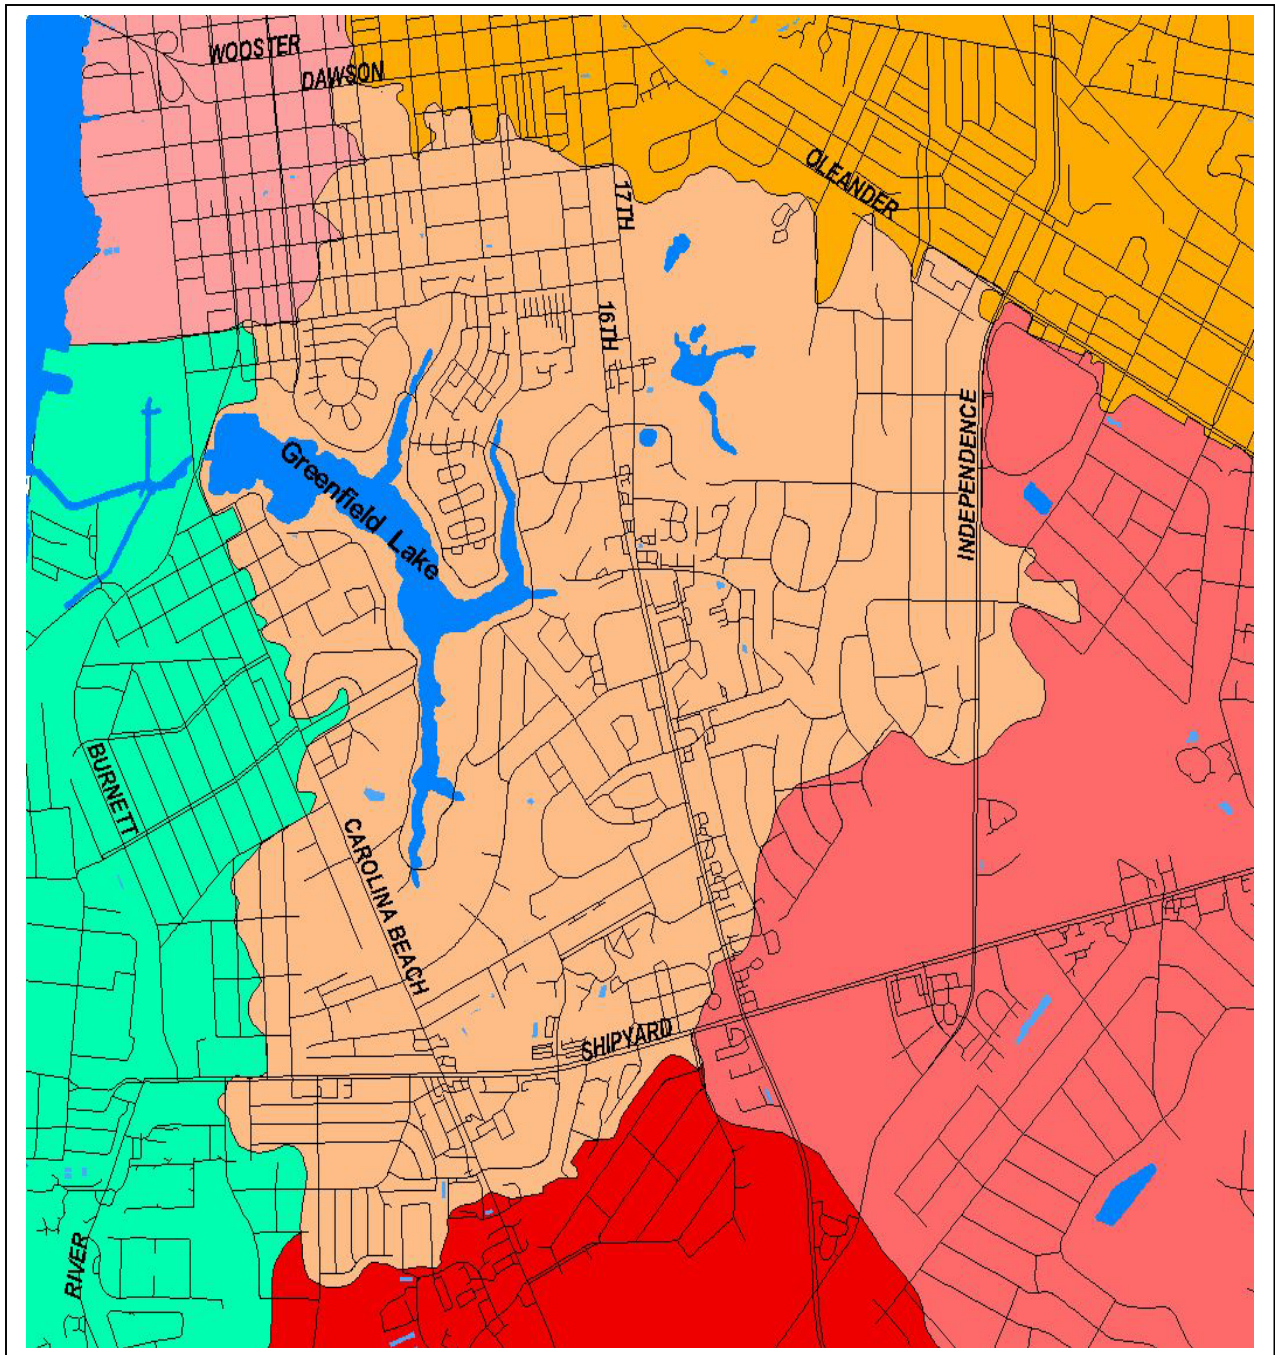 WOOSTER
DAWSON
OLEANDER
17TH
16TH
INDEPENDENCE
Greenfield Lake
BURNETT
CAROLINA BEACH
SHIPYARD
RIVER